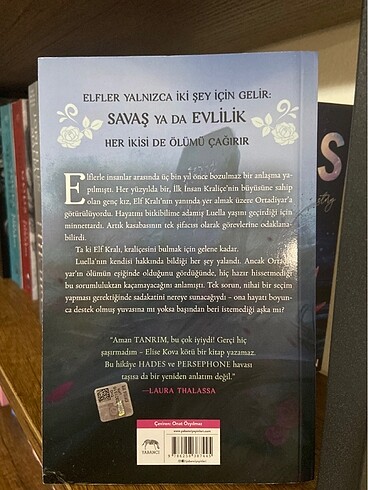 ELFLER YALNIZCA İKİ ŞEY İÇİN GELİR:
SAVAŞ YA DA EVLİLİK
HER İKİSİ DE ÖLÜMÜ ÇAĞIRIR
Elflerle insanlar arasında üç bin yıl önce bozulmaz bir anlaşma ya-
pılmıştı. Her yüzyılda bir, İlk İnsan Kraliçe'nin büyüsüne sahip
olan genç kız, Elf Kralı'nın yanında yer almak üzere Ortadiyar'a
götürülüyordu. Hayatını bitkibilime adamış Luella yaşını geçirdiği için
minnettardı. Artık kasabasının tek şifacısı olarak görevlerine odaklana-
bilirdi.
Ta ki Elf Kralı, kraliçesini bulmak için gelene kadar.
Luella'nın kendisi hakkında bildiği her şey yalandı. Ancak Ortadi-
yar'ın ölümün eşiğinde olduğunu gördüğünde, hiç hazır hissetmediği
bu sorumluluktan kaçamayacağını anlamıştı. Tek sorun, nihai bir seçim
yapması gerektiğinde sadakatini nereye sunacağıydı – ona hayatı boyun-
ca destek olmuş yuvasına mı yoksa başından beri istemediği aşka mı?
"Aman TANRIM, bu çok iyiydi! Gerçi hiç
şaşırmadım – Elise Kova kötü bir kitap yazamaz.
Bu hikâye HADES ve PERSEPHONE havası
taşısa da bir yeniden anlatım değil."
—LAURA THALASSA
YABANCI
Çeviren: Onat Özyılmaz
S